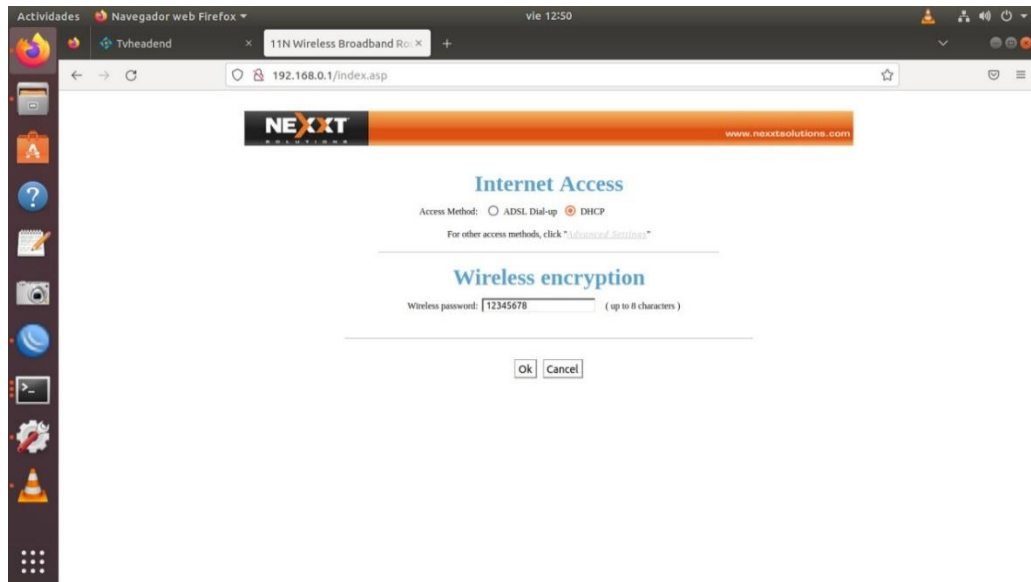 Actividades Navegador web Firefox vie 12:50
Tvheadend × 11N Wireless Broadband Ro × +
192.168.0.1/index.asp
NEXXT
SOLUTIONS
www.nexxtsolutions.com
Internet Access
Access Method: ADSL Dial-up DHCP
For other access methods, click "Advanced Settings"
Wireless encryption
Wireless password: 12345678 ( up to 8 characters )
Ok Cancel